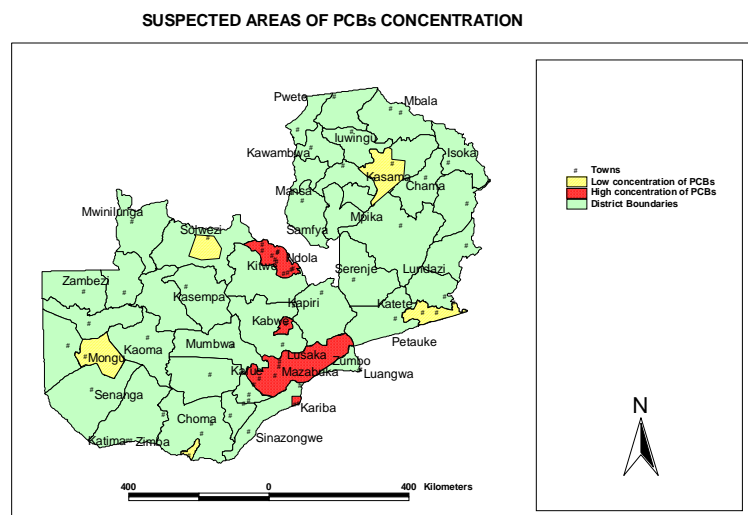 SUSPECTED AREAS OF PCBs CONCENTRATION
Pweto
Mbala
Iuwingu
Kawambwa
Isoka
Kasama
Chama
Mansa
Mpika
Mwinilunga
Samfya
Solwezi
Ndola
Kitwe
Serenje
Lundazi
Zambezi
Kasempa
Kapiri
Katete
Kabwe
Petauke
Mongu
Kaoma
Mumbwa
Lusaka
Zumbo
Kafue
Mazabuka
Luangwa
Senanga
Kariba
Choma
Katima
Zimba
Sinazongwe
# Towns
Low concentration of PCBs
High concentration of PCBs
District Boundaries
N
400 0 400 Kilometers